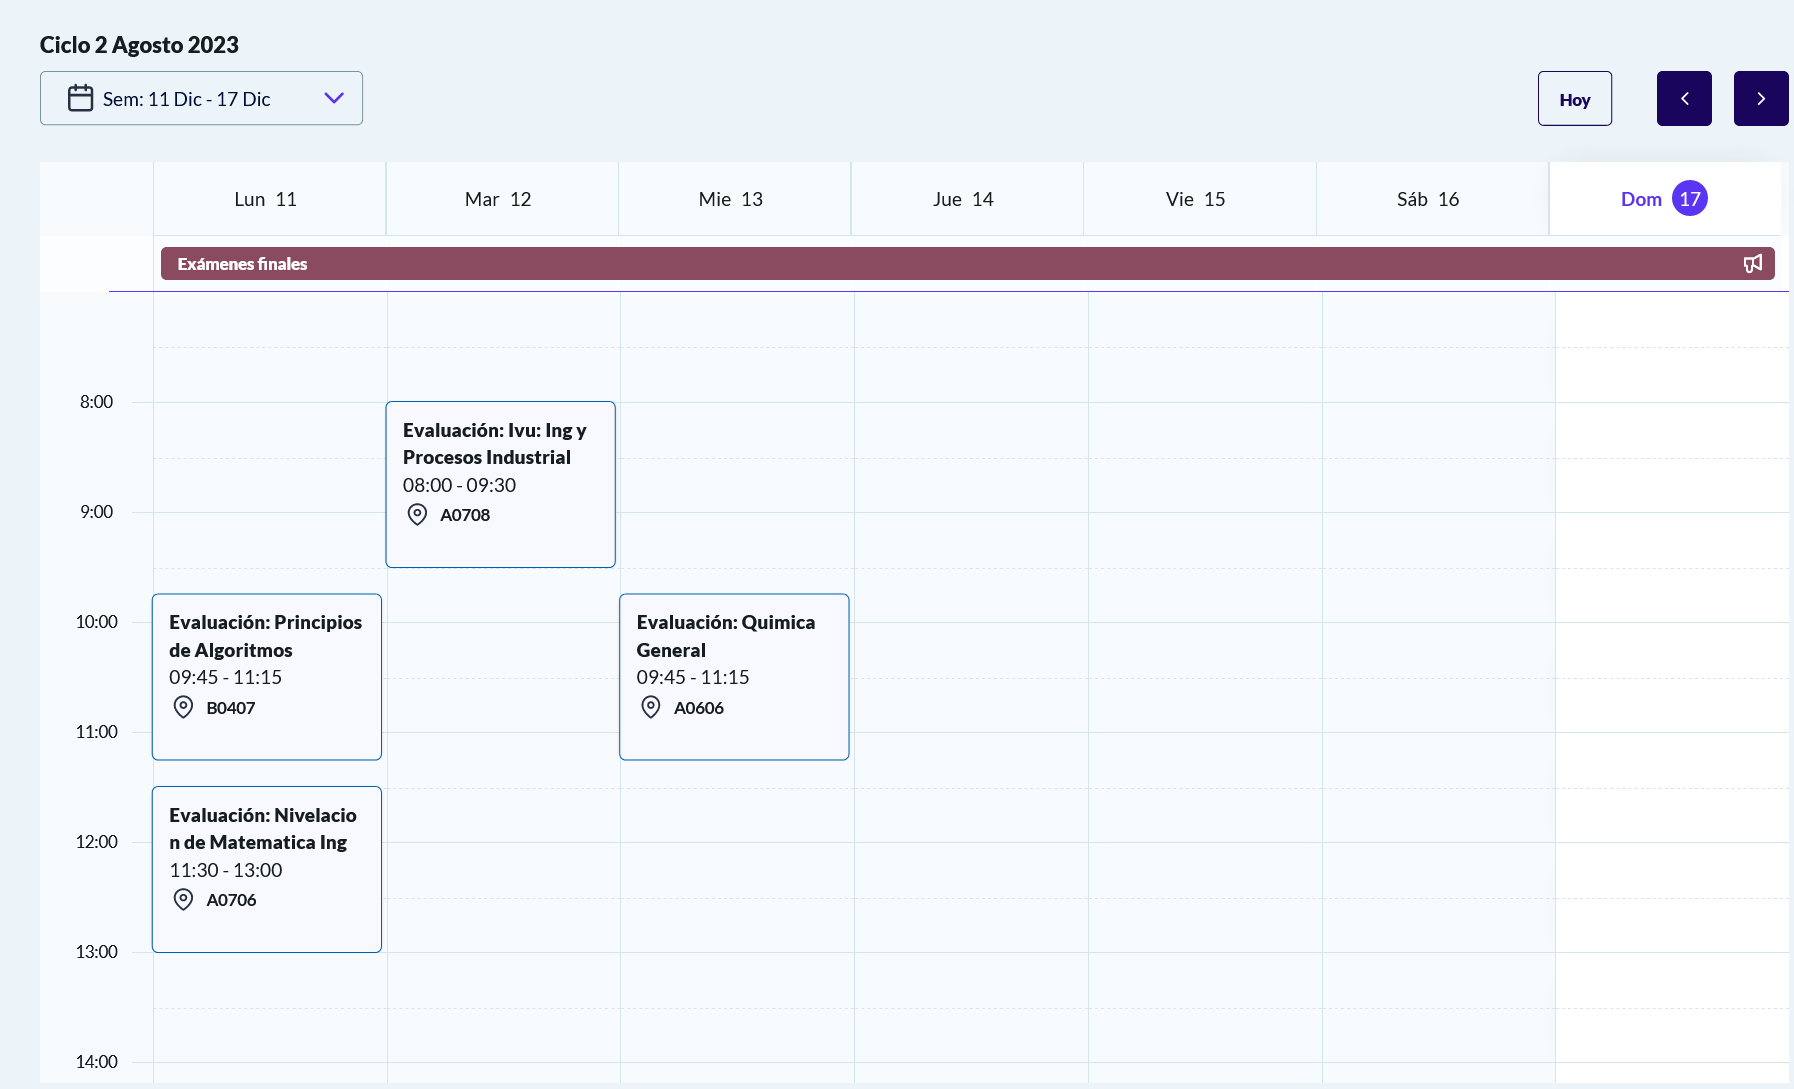 Ciclo 2 Agosto 2023
Sem: 11 Dic - 17 Dic
Hoy
Lun 11
Mar 12
Mie 13
Jue 14
Vie 15
Sáb 16
Dom 17
Exámenes finales
8:00
9:00
10:00
11:00
12:00
13:00
14:00
Evaluación: Principios
de Algoritmos
09:45 - 11:15
B0407
Evaluación: Nivelacio
n de Matematica Ing
11:30 - 13:00
A0706
Evaluación: Ivu: Ing y
Procesos Industrial
08:00 - 09:30
A0708
Evaluación: Quimica
General
09:45 - 11:15
A0606